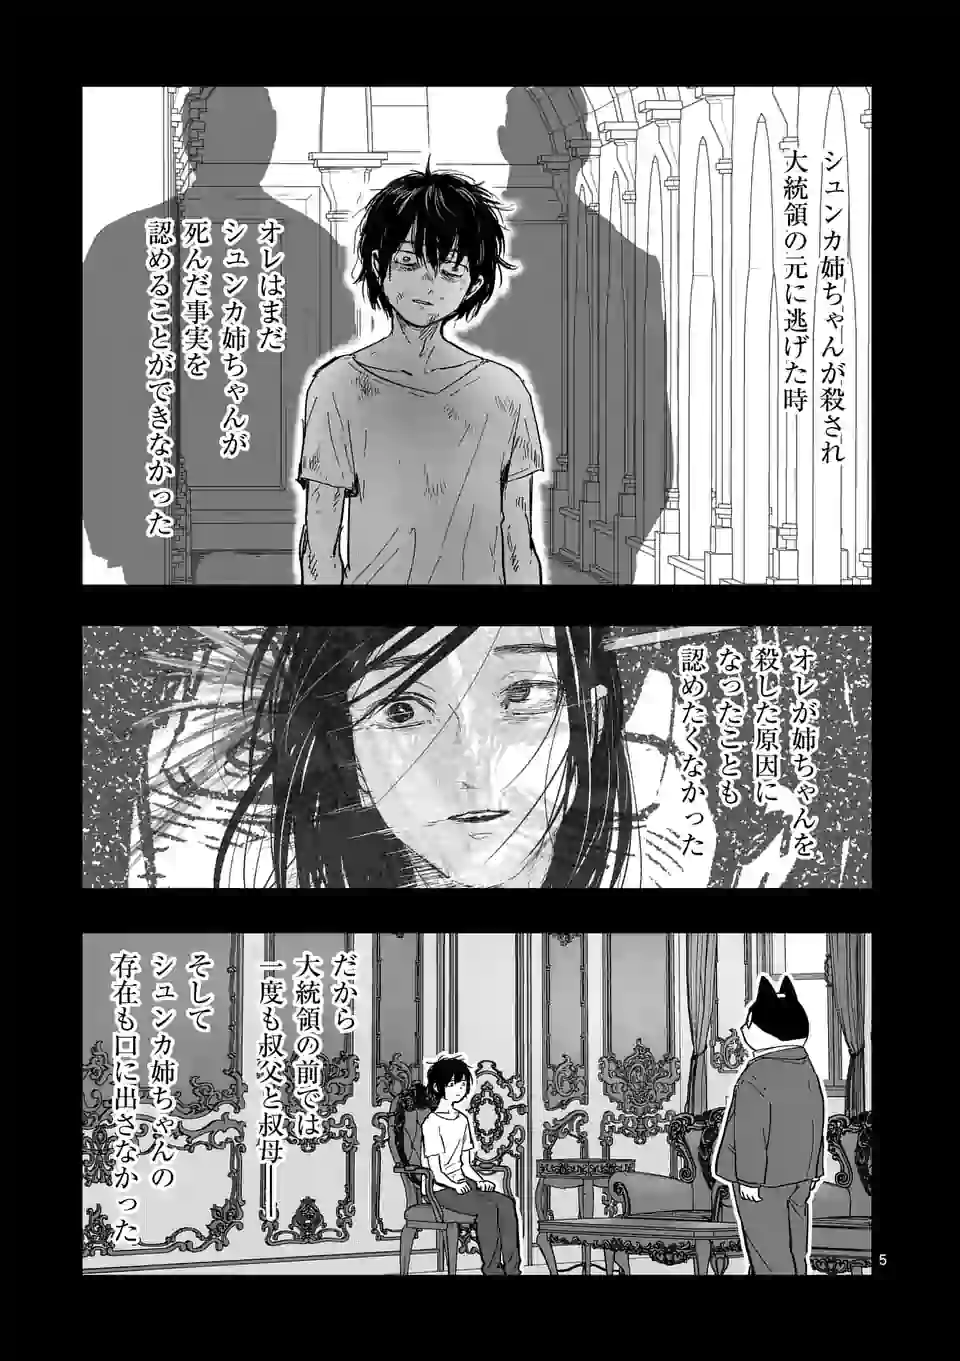 シュンカ姉ちゃんが殺され
大統領の元に逃げた時──
オレはまだ
シュンカ姉ちゃんが
死んだ事実を
認めることができなかった
オレが姉ちゃんを
殺した原因に
なったことも
認めたくなかった
だから
大統領の前では
一度も叔父と叔母──
そして
シュンカ姉ちゃんの
存在も口に出さなかった
5